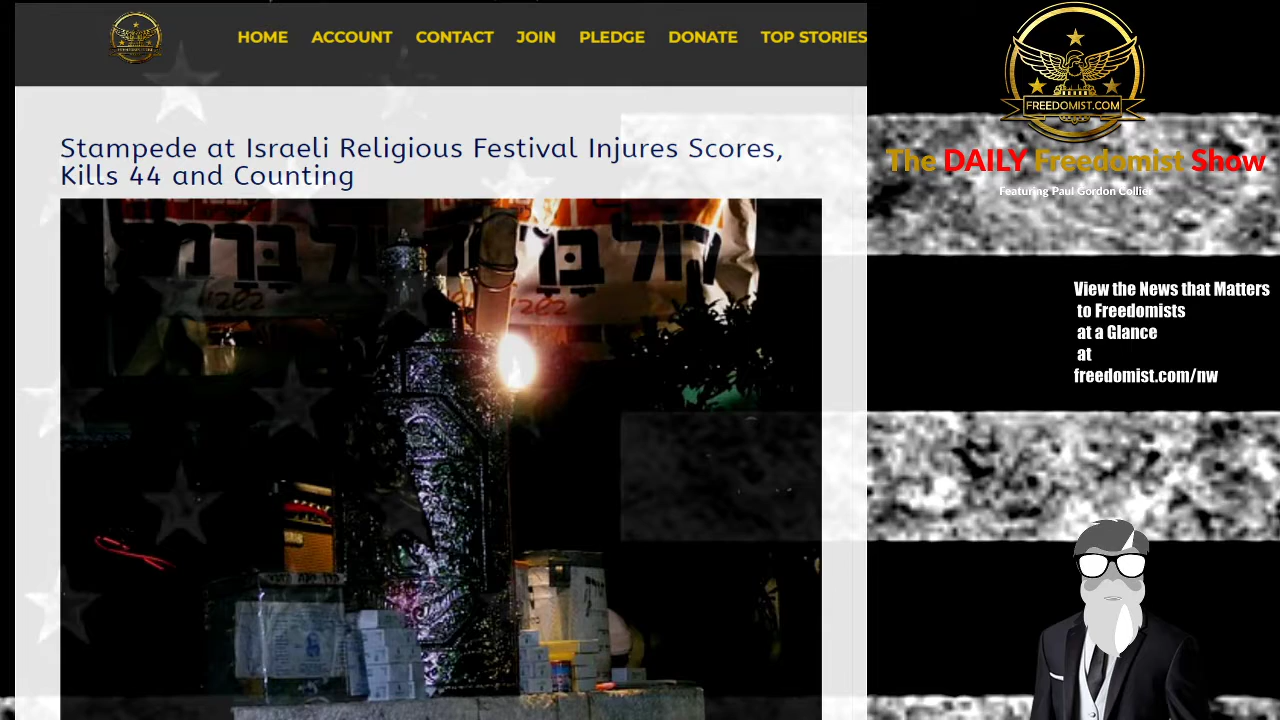 HOME ACCOUNT CONTACT JOIN PLEDGE DONATE TOP STORIES
Stampede at Israeli Religious Festival Injures Scores,
Kills 44 and Counting
FREEDOMIST.COM
The DAILY Freedomist Show
Featuring Paul Gordon Collier
View the News that Matters
to Freedomists
at a Glance
at
freedomist.com/nw